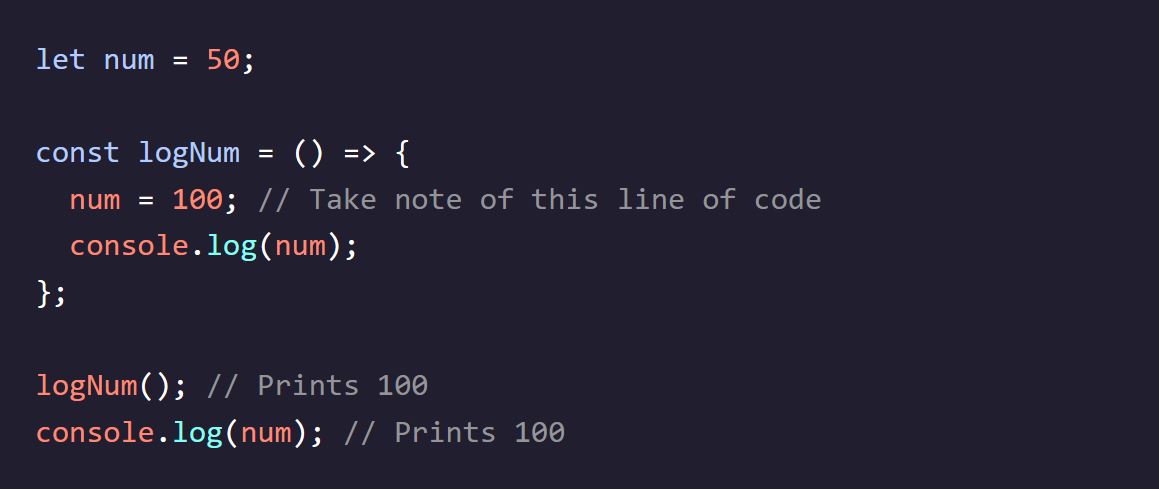 let num = 50;
const logNum = () => {
num = 100; // Take note of this line of code
console.log(num);
};
logNum(); // Prints 100
console.log(num); // Prints 100